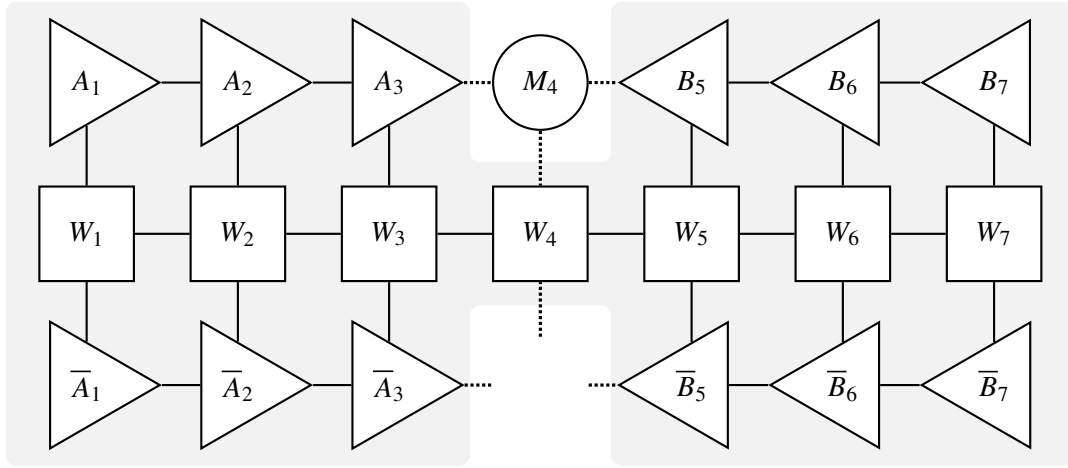 A₁ A₂ A₃ M₄ B₅ B₆ B₇
W₁ W₂ W₃ W₄ W₅ W₆ W₇
A̅₁ A̅₂ A̅₃ B̅₅ B̅₆ B̅₇